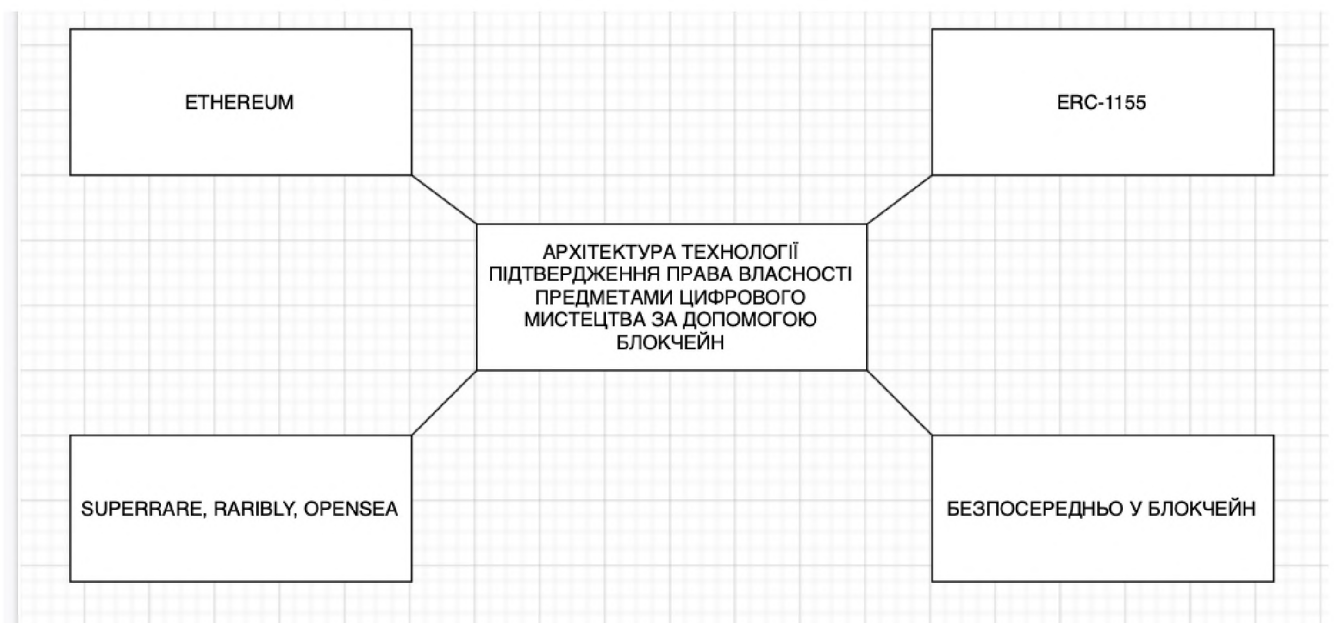 ETHEREUM
ERC-1155
АРХІТЕКТУРА ТЕХНОЛОГІЇ
ПІДТВЕРДЖЕННЯ ПРАВА ВЛАСНОСТІ
ПРЕДМЕТАМИ ЦИФРОВОГО
МИСТЕЦТВА ЗА ДОПОМОГОЮ
БЛОКЧЕЙН
SUPERRARE, RARIBLY, OPENSEA
БЕЗПОСЕРЕДНЬО У БЛОКЧЕЙН